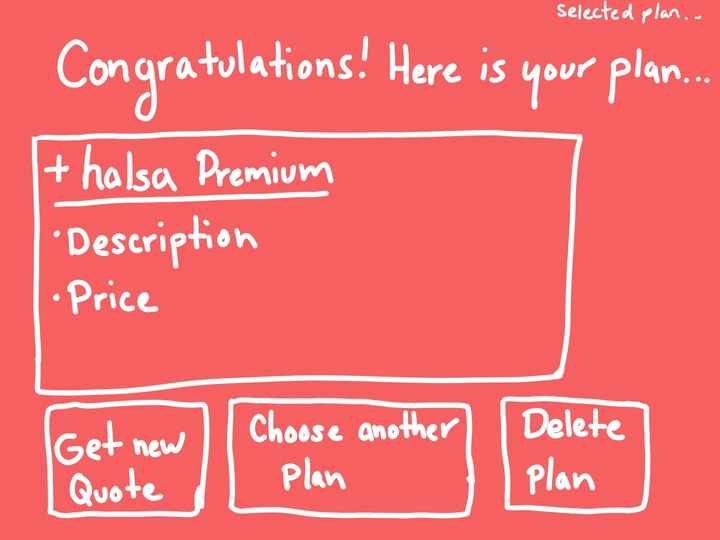 selected plan...
Congratulations! Here is your plan...
+ halsa Premium
• Description
• Price
Get new
Quote
Choose another
Plan
Delete
Plan